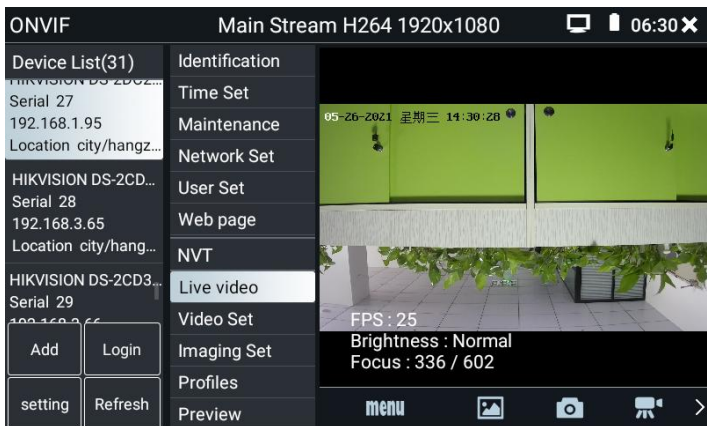 ONVIF
Main Stream H264 1920x1080
06:30
Device List(31)
Serial 27
192.168.1.95
Location city/hangz...
HIKVISION DS-2CD...
Serial 28
192.168.3.65
Location city/hang...
HIKVISION DS-2CD3...
Serial 29
Add
Login
setting
Refresh
Identification
Time Set
Maintenance
Network Set
User Set
Web page
NVT
Live video
Video Set
Imaging Set
Profiles
Preview
05-26-2021 星期三 14:30:28
FPS : 25
Brightness : Normal
Focus : 336 / 602
menu